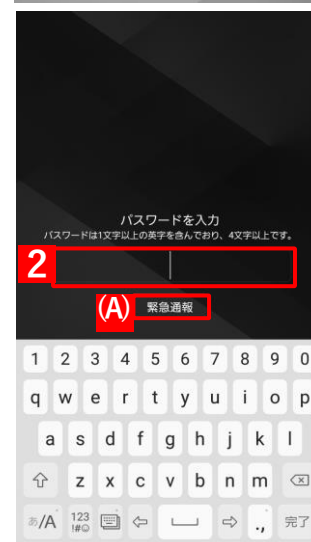 パスワードを入力
パスワードは1文字以上の英字を含んでおり、4文字以上です。
2
(A) 緊急通報
1 2 3 4 5 6 7 8 9 0
q w e r t y u i o p
a s d f g h j k l
z x c v b n m
あ/A 123 !#☺ ., 完了